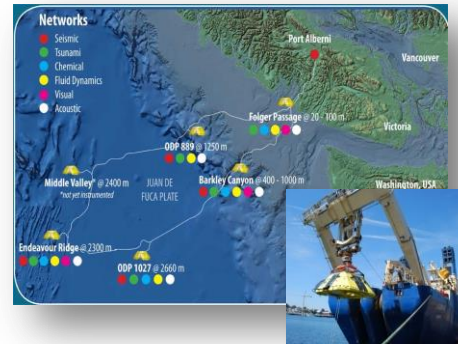 Networks
Seismic
Tsunami
Chemical
Fluid Dynamics
Visual
Acoustic
Port Alberni
Vancouver
Folger Passage @ 20 - 100 m
Victoria
ODP 889 @ 1250 m
Middle Valley* @ 2400 m
*not yet instrumented
JUAN DE
FUCA PLATE
Barkley Canyon @ 400 - 1000 m
Washington, USA
Endeavour Ridge @ 2300 m
ODP 1027 @ 2660 m